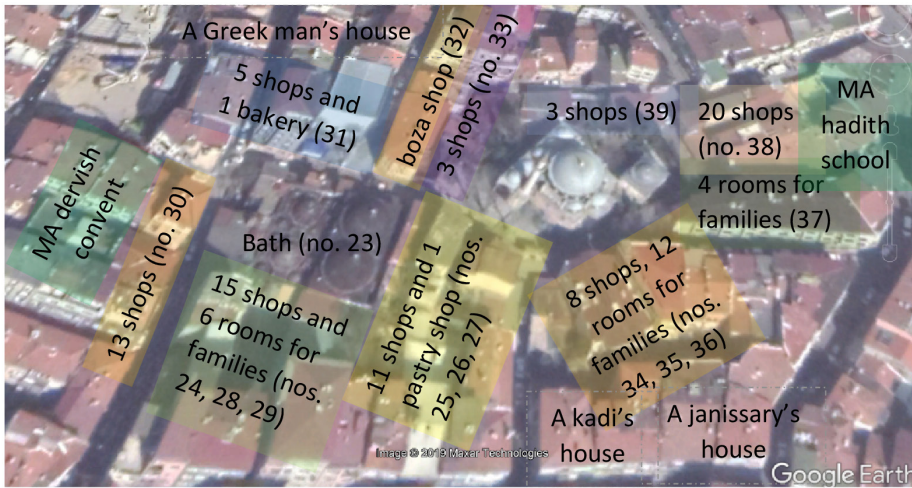 A Greek man's house
5 shops and
1 bakery (31)
boza shop (32)
3 shops (no. 33)
3 shops (39)
20 shops
(no. 38)
MA
hadith
school
4 rooms for
families (37)
MA dervish
convent
13 shops (no. 30)
Bath (no. 23)
15 shops and
6 rooms for
families (nos.
24, 28, 29)
11 shops and 1
pastry shop (nos.
25, 26, 27)
8 shops, 12
rooms for
families (nos.
34, 35, 36)
A kadi's
house
A janissary's
house
Image © 2019 Maxar Technologies
Google Earth